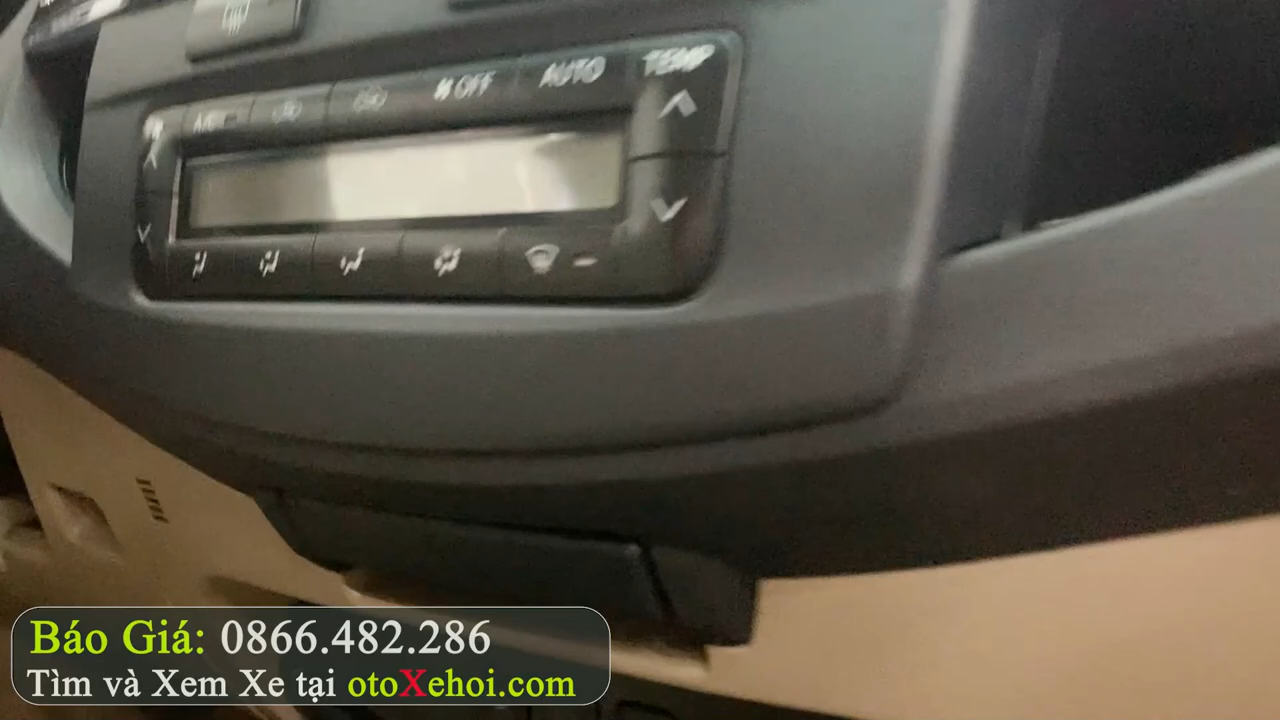 OFF AUTO TEMP
Báo Giá: 0866.482.286
Tìm và Xem Xe tại otoXehoi.com